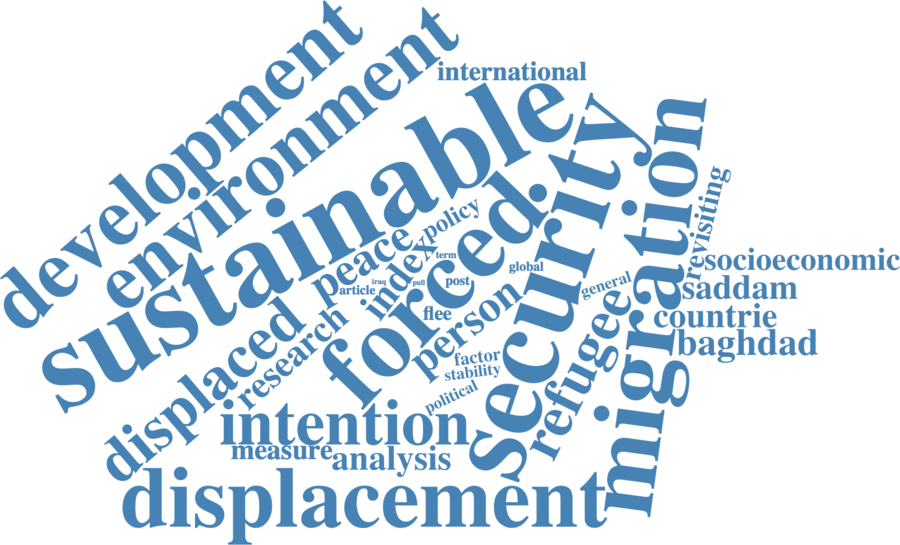 development
environment
international
sustainable
security
migration
forced
policy
peace
index
term
article
iraq
pull
post
global
general
revisiting
socioeconomic
saddam
countrie
baghdad
displaced
research
flee
person
refugee
factor
stability
political
intention
measure
analysis
displacement